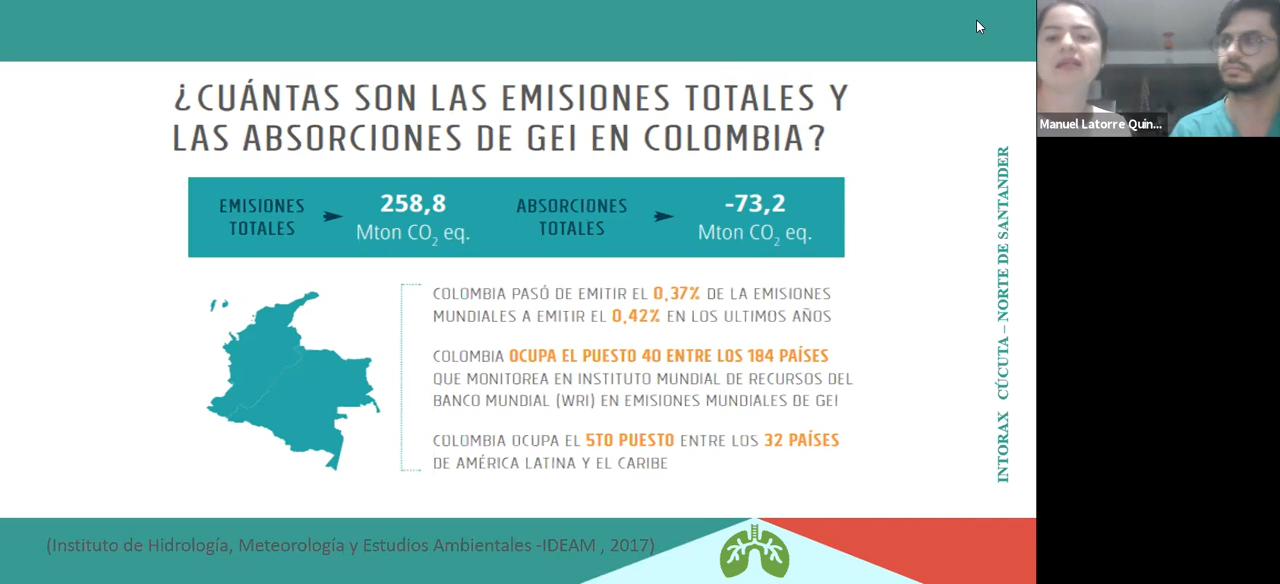 ¿CUÁNTAS SON LAS EMISIONES TOTALES Y
LAS ABSORCIONES DE GEI EN COLOMBIA?
EMISIONES
TOTALES
258,8
Mton CO₂ eq.
ABSORCIONES
TOTALES
-73,2
Mton CO₂ eq.
COLOMBIA PASÓ DE EMITIR EL 0,37% DE LA EMISIONES
MUNDIALES A EMITIR EL 0,42% EN LOS ULTIMOS AÑOS
COLOMBIA OCUPA EL PUESTO 40 ENTRE LOS 184 PAÍSES
QUE MONITOREA EN INSTITUTO MUNDIAL DE RECURSOS DEL
BANCO MUNDIAL (WRI) EN EMISIONES MUNDIALES DE GEI
COLOMBIA OCUPA EL 5TO PUESTO ENTRE LOS 32 PAÍSES
DE AMÉRICA LATINA Y EL CARIBE
(Instituto de Hidrología, Meteorología y Estudios Ambientales -IDEAM , 2017)
INTORAX CÚCUTA – NORTE DE SANTANDER
Manuel Latorre Quin...